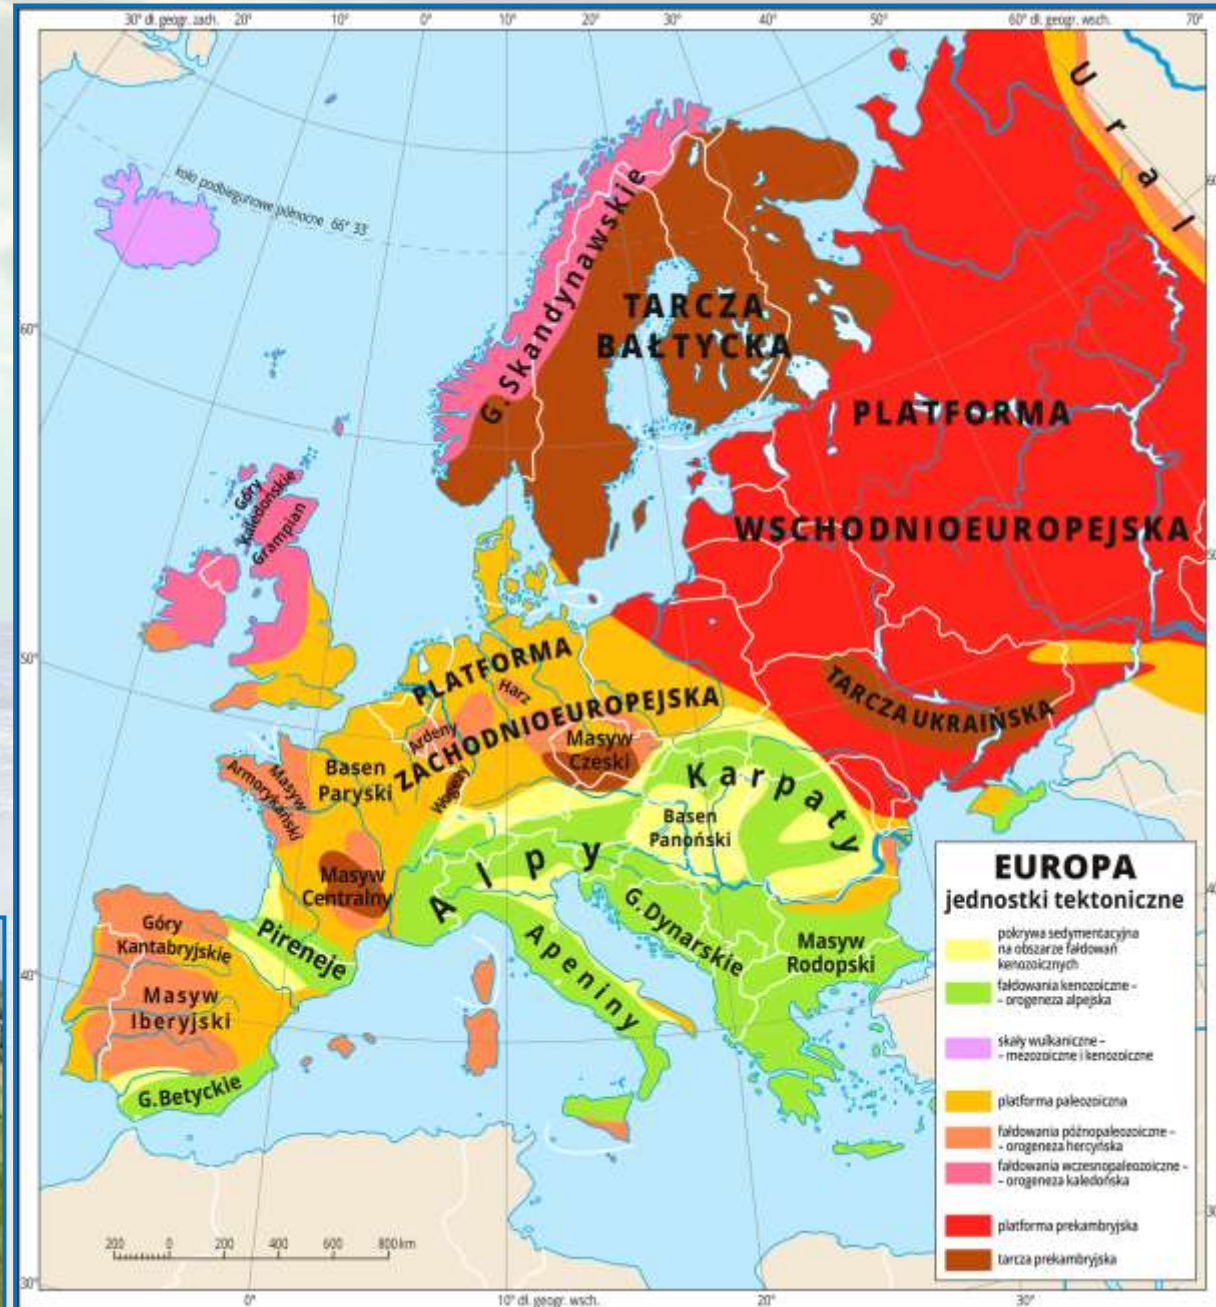 30° dł. geogr. zach.
20°
10°
0°
10°
20°
30°
40°
50°
60° dł. geogr. wsch.
70°
Ural
koło podbiegunowe północne 66° 33'
G. Skandynawskie
TARCZA
BAŁTYCKA
60°
PLATFORMA
WSCHODNIOEUROPEJSKA
Góry
Kaledońskie
Grampian
50°
PLATFORMA
ZACHODNIOEUROPEJSKA
Harz
Ardeny
Wogezy
Masyw
Czeski
TARCZA UKRAIŃSKA
Basen
Paryski
Masyw
Armorykański
Karpaty
Basen
Panoński
Alpy
Masyw
Centralny
G. Dynarskie
Masyw
Rodopski
Apeniny
Pireneje
Góry
Kantabryjskie
40°
40°
Masyw
Iberyjski
G. Betyckie
EUROPA
jednostki tektoniczne
pokrywa sedymentacyjna
na obszarze fałdowań
kenozoicznych
fałdowania kenozoiczne –
– orogeneza alpejska
skały wulkaniczne –
– mezozoiczne i kenozoiczne
platforma paleozoiczna
fałdowania późnopaleozoiczne –
– orogeneza hercyńska
fałdowania wczesnopaleozoiczne –
– orogeneza kaledońska
platforma prekambryjska
tarcza prekambryjska
200 0 200 400 600 800 km
30°
0°
10° dł. geogr. wsch.
20°
30°